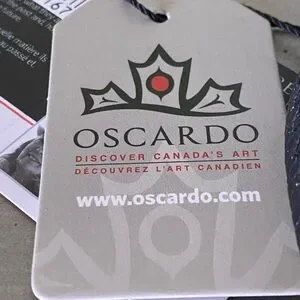 OSCARDO
DISCOVER CANADA'S ART
DÉCOUVREZ L'ART CANADIEN
www.oscardo.com